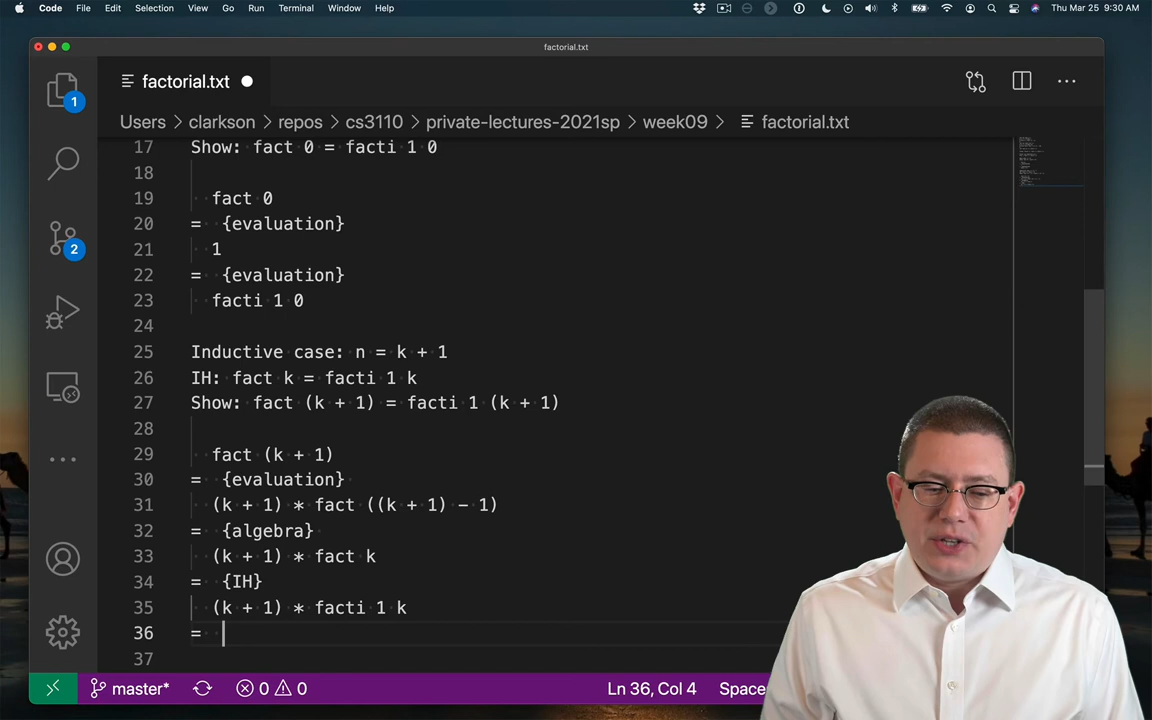 Code File Edit Selection View Go Run Terminal Window Help Thu Mar 25 9:30 AM
factorial.txt
factorial.txt
1
Users > clarkson > repos > cs3110 > private-lectures-2021sp > week09 > factorial.txt
17 Show: fact 0 = facti 1 0
18
19 fact 0
20 = {evaluation}
2
21 1
22 = {evaluation}
23 facti 1 0
24
25 Inductive case: n = k + 1
26 IH: fact k = facti 1 k
27 Show: fact (k + 1) = facti 1 (k + 1)
28
29 fact (k + 1)
30 = {evaluation}
31 (k + 1) * fact ((k + 1) - 1)
32 = {algebra}
33 (k + 1) * fact k
34 = {IH}
35 (k + 1) * facti 1 k
36 =
37
master* 0 0 Ln 36, Col 4 Space